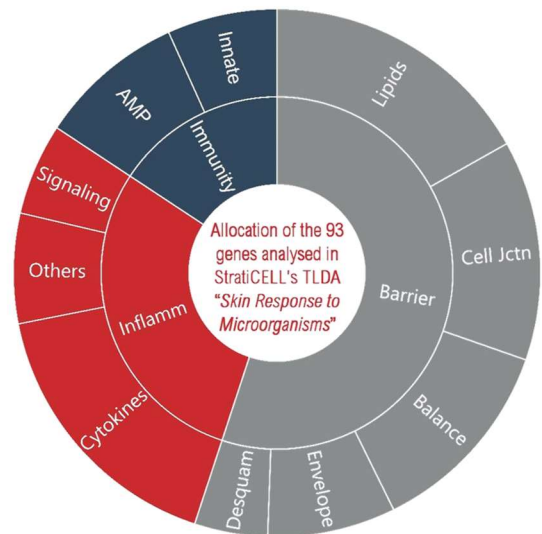 Allocation of the 93
genes analysed in
StratiCELL's TLDA
“Skin Response to
Microorganisms”
Barrier
Lipids
Cell Jctn
Balance
Envelope
Desquam
Inflamm
Cytokines
Others
Signaling
Immunity
AMP
Innate